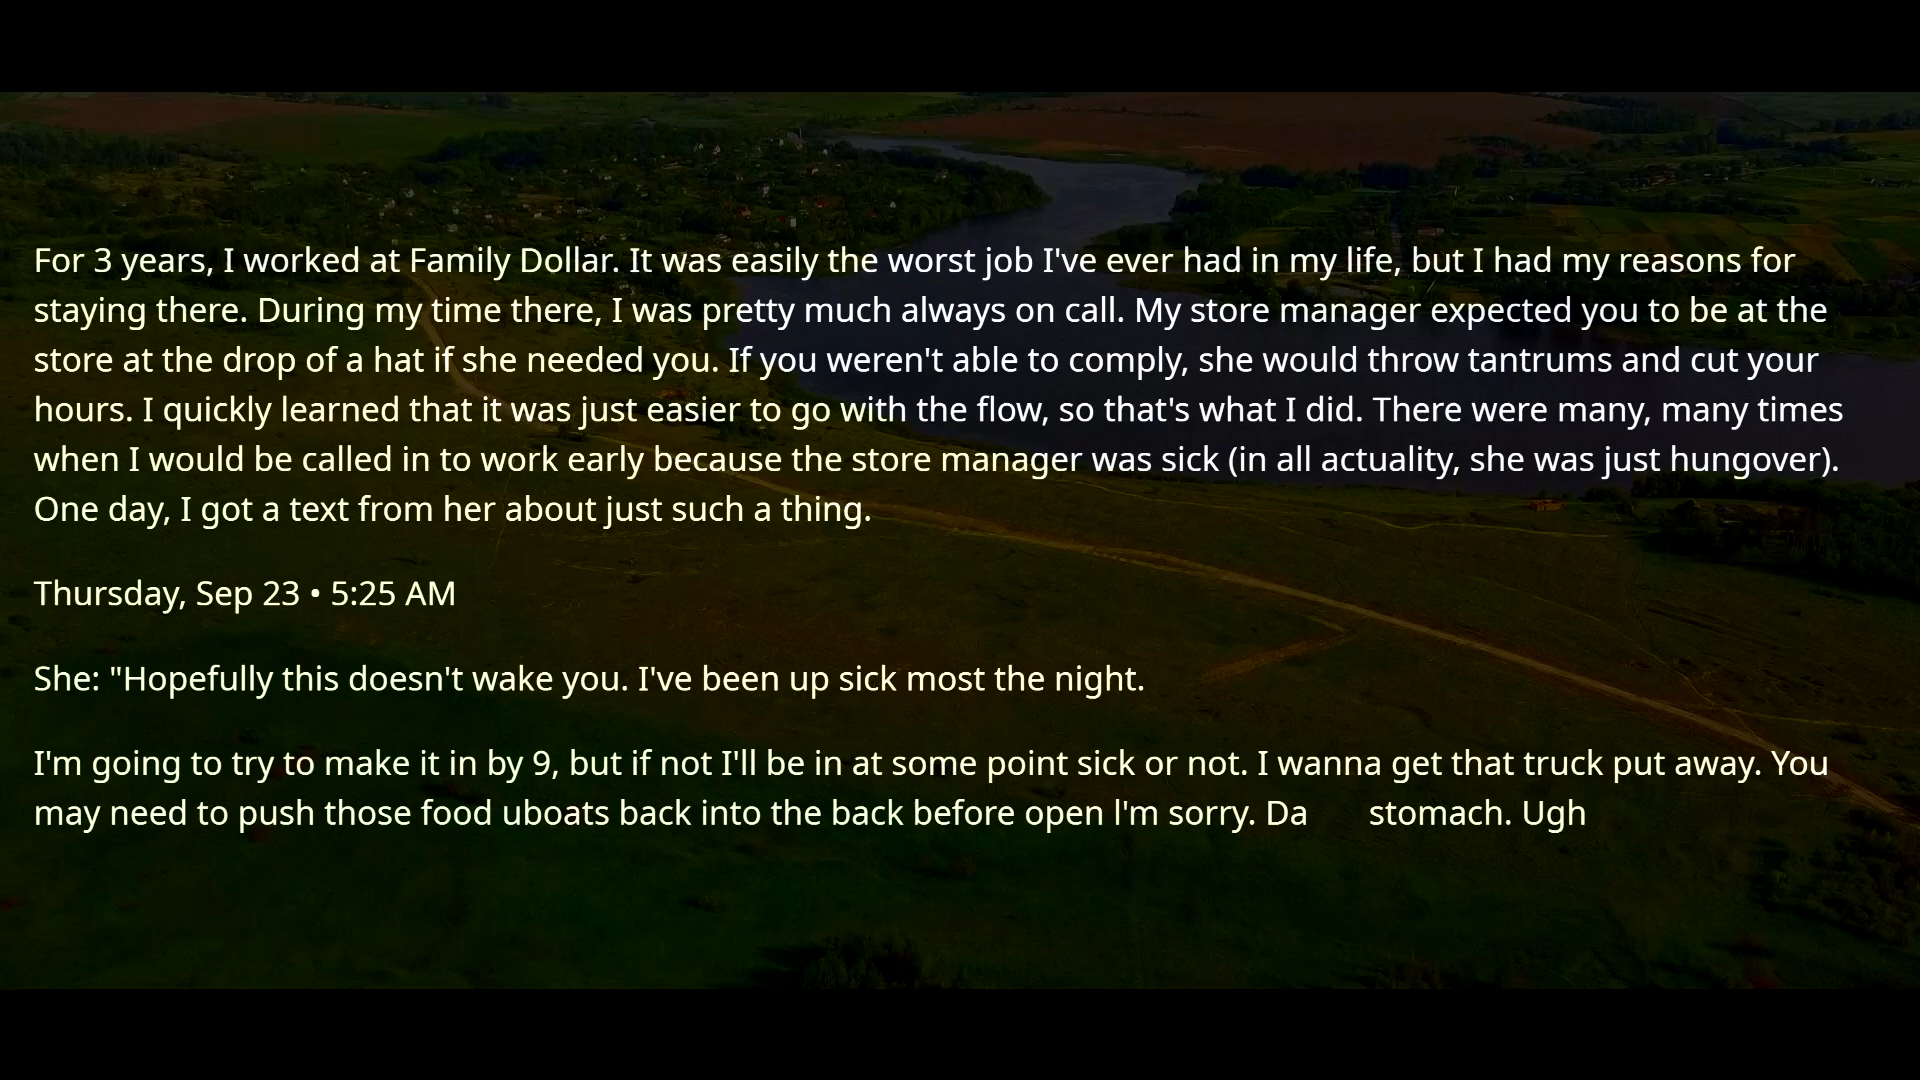 For 3 years, I worked at Family Dollar. It was easily the worst job I've ever had in my life, but I had my reasons for
staying there. During my time there, I was pretty much always on call. My store manager expected you to be at the
store at the drop of a hat if she needed you. If you weren't able to comply, she would throw tantrums and cut your
hours. I quickly learned that it was just easier to go with the flow, so that's what I did. There were many, many times
when I would be called in to work early because the store manager was sick (in all actuality, she was just hungover).
One day, I got a text from her about just such a thing.
Thursday, Sep 23 • 5:25 AM
She: "Hopefully this doesn't wake you. I've been up sick most the night.
I'm going to try to make it in by 9, but if not I'll be in at some point sick or not. I wanna get that truck put away. You
may need to push those food uboats back into the back before open l'm sorry. Da stomach. Ugh